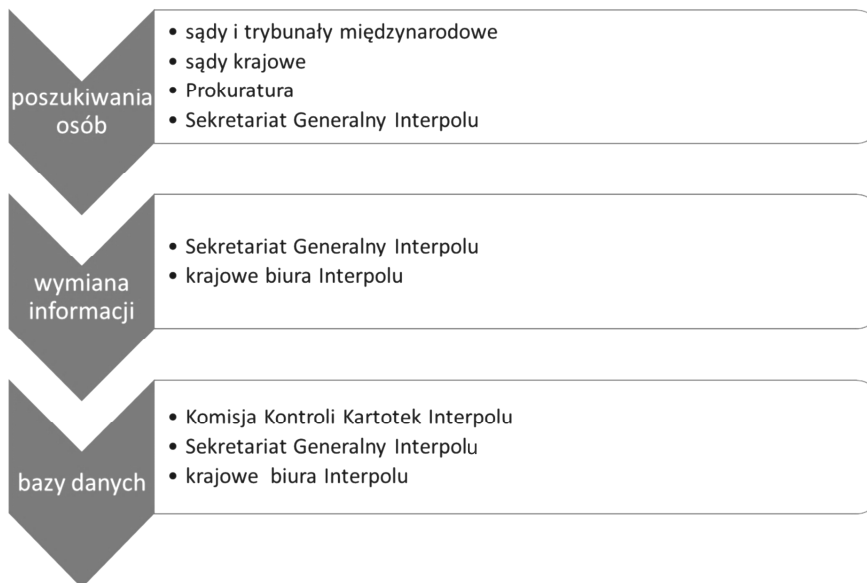 poszukiwania
osób
• sądy i trybunały międzynarodowe
• sądy krajowe
• Prokuratura
• Sekretariat Generalny Interpolu
wymiana
informacji
• Sekretariat Generalny Interpolu
• krajowe biura Interpolu
bazy danych
• Komisja Kontroli Kartotek Interpolu
• Sekretariat Generalny Interpolu
• krajowe biura Interpolu